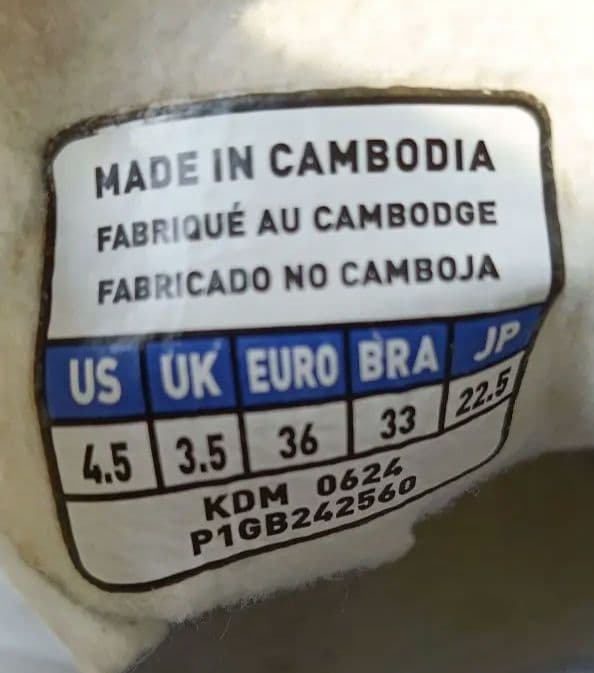 MADE IN CAMBODIA
FABRIQUÉ AU CAMBODGE
FABRICADO NO CAMBOJA
US UK EURO BRA JP
4.5 3.5 36 33 22.5
KDM 0624
P1GB242560